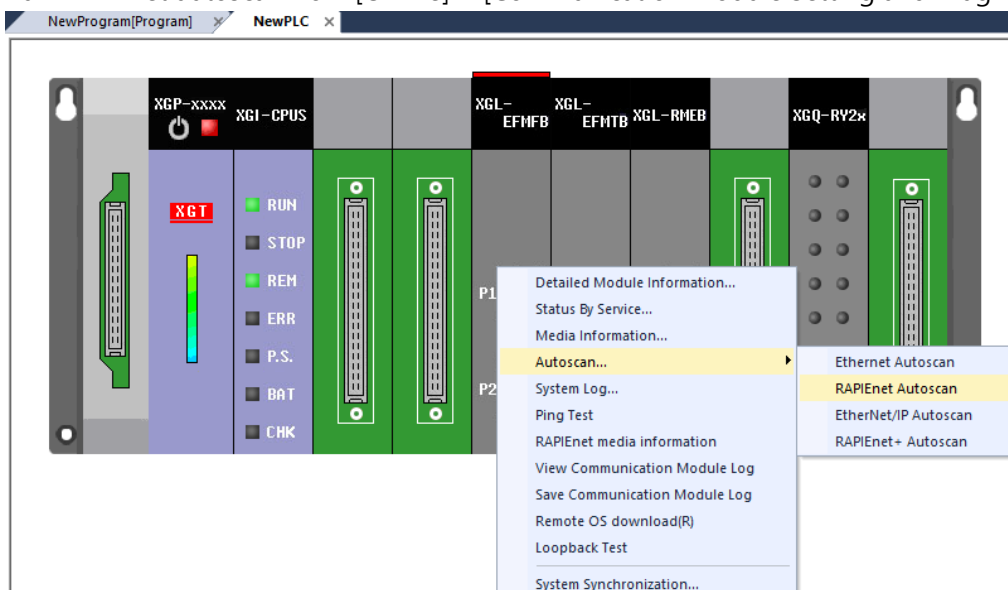 NewProgram[Program] ×
NewPLC ×
XGP-xxxx
XGI-CPUS
XGL-
EFMFB
XGL-
EFMTB
XGL-RMEB
XGQ-RY2x
XGT
RUN
STOP
REM
ERR
P.S.
BAT
CHK
P1
P2
Detailed Module Information...
Status By Service...
Media Information...
Autoscan...
System Log...
Ping Test
RAPIEnet media information
View Communication Module Log
Save Communication Module Log
Remote OS download(R)
Loopback Test
System Synchronization...
Ethernet Autoscan
RAPIEnet Autoscan
EtherNet/IP Autoscan
RAPIEnet+ Autoscan